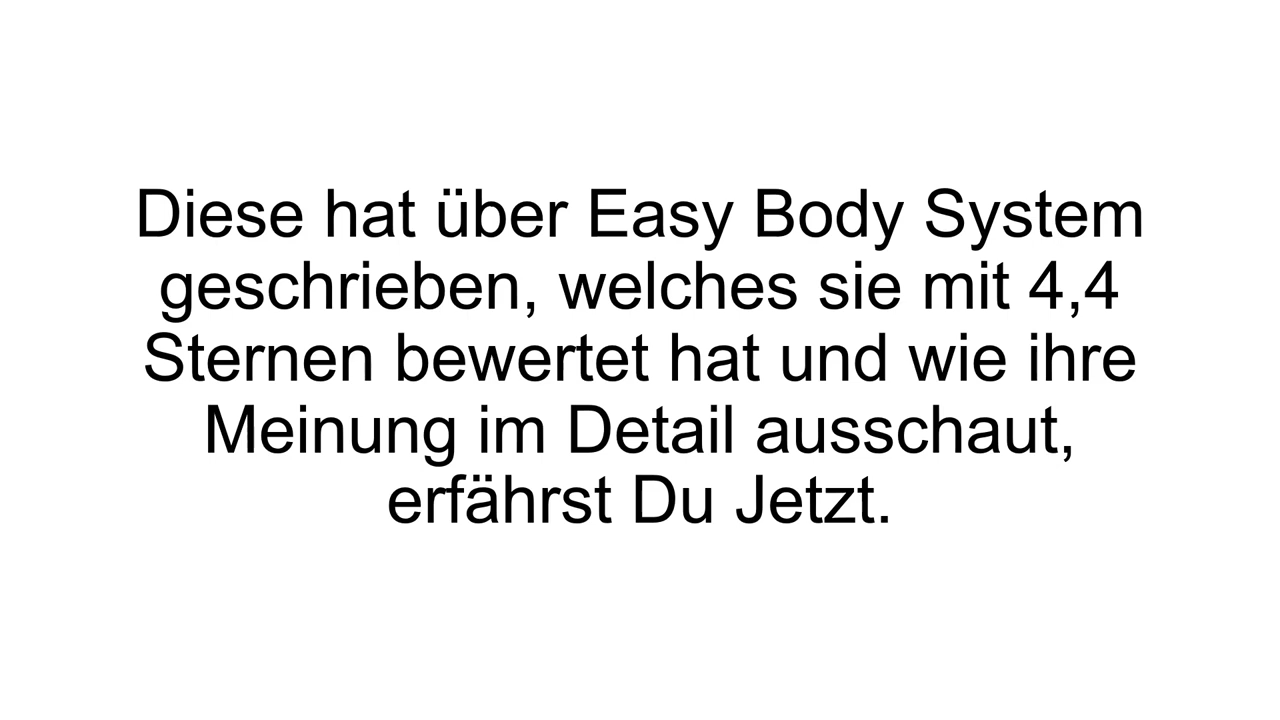 Diese hat über Easy Body System
geschrieben, welches sie mit 4,4
Sternen bewertet hat und wie ihre
Meinung im Detail ausschaut,
erfährst Du Jetzt.